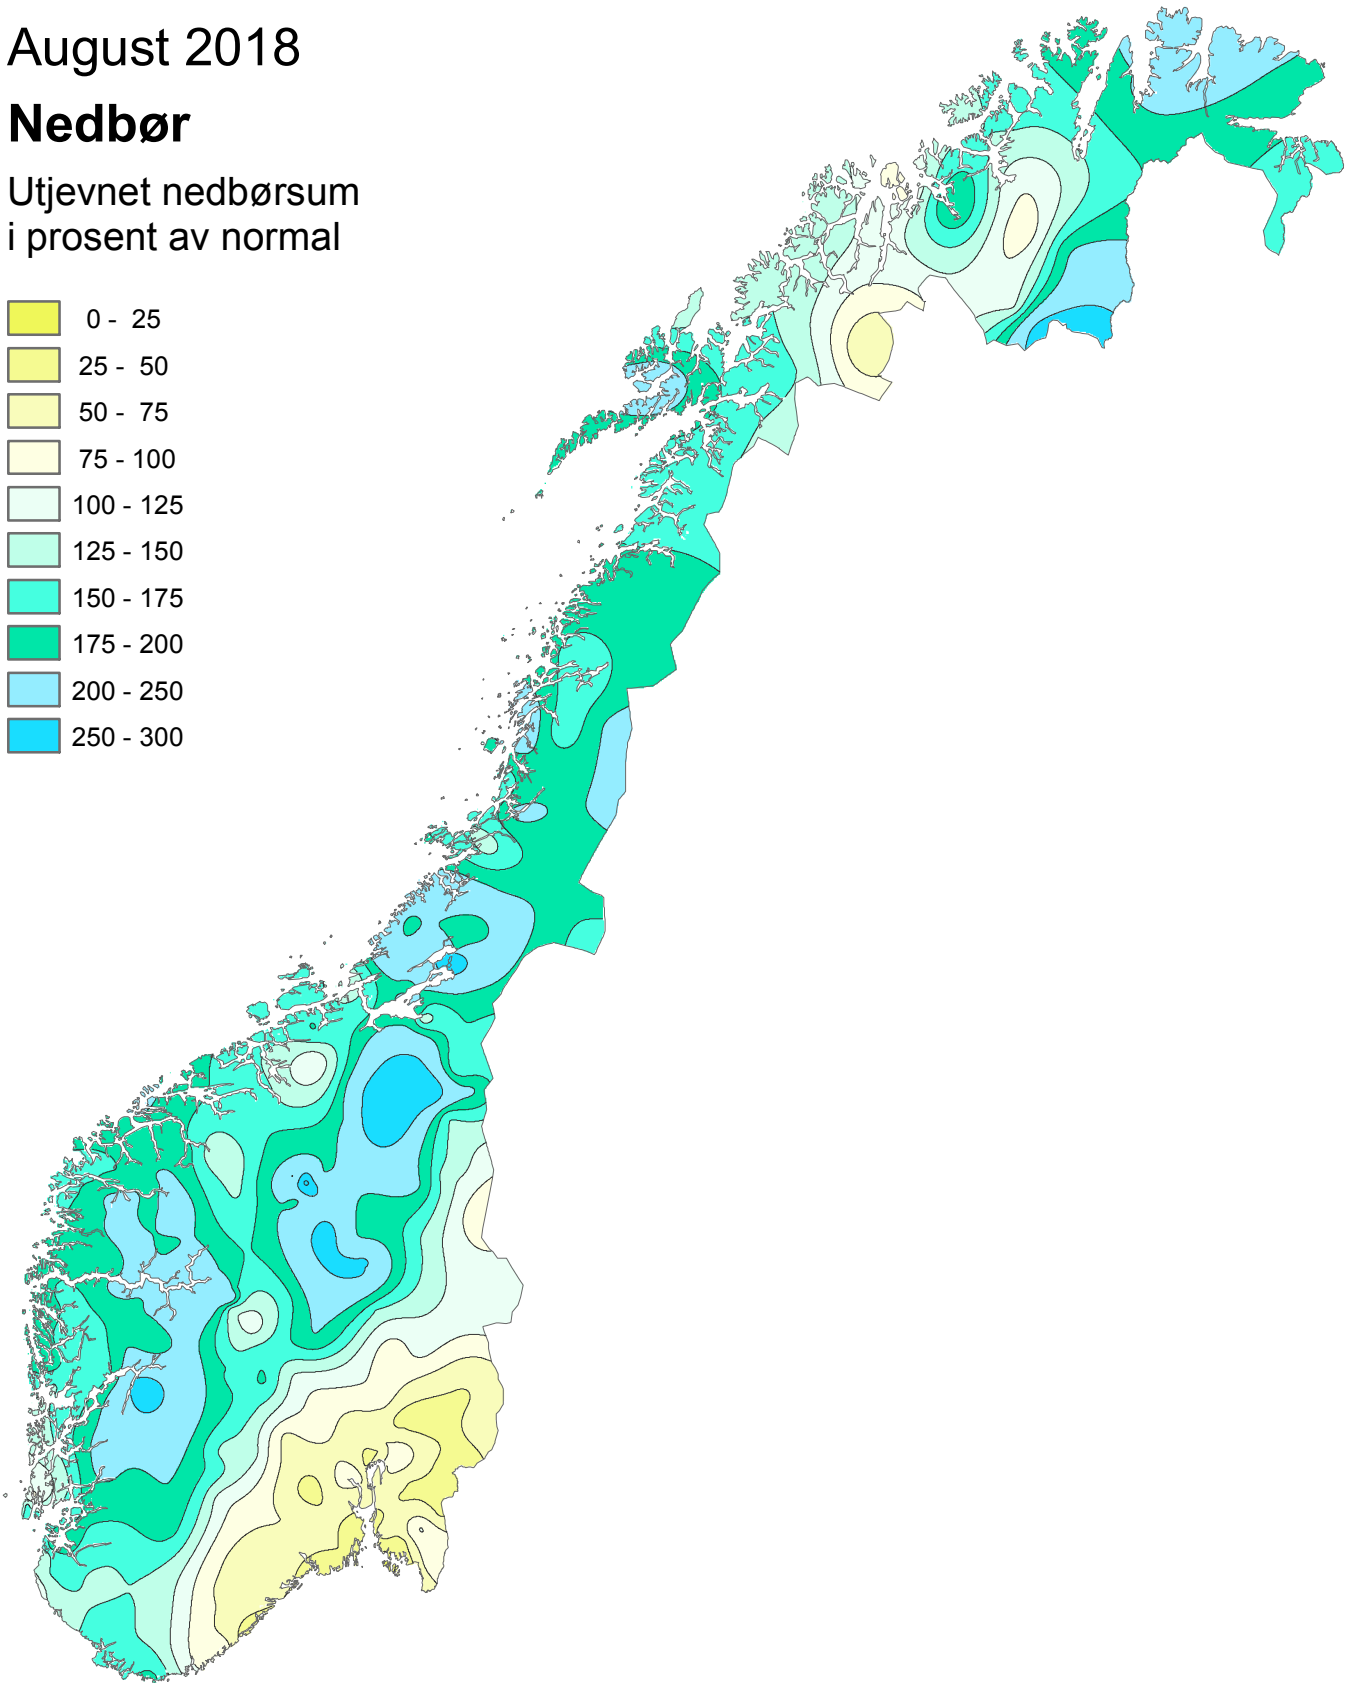 August 2018
Nedbør
Utjevnet nedbørsum
i prosent av normal
0 - 25
25 - 50
50 - 75
75 - 100
100 - 125
125 - 150
150 - 175
175 - 200
200 - 250
250 - 300